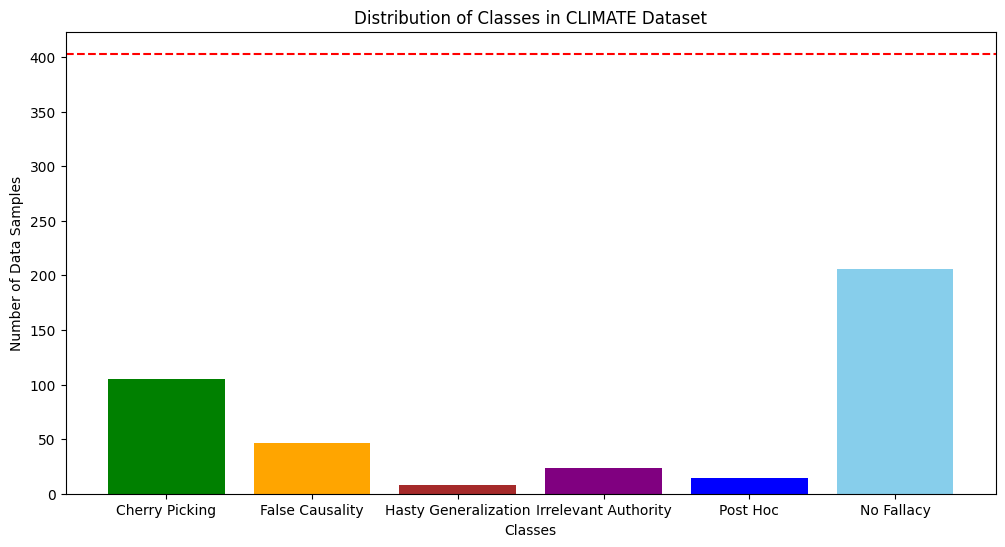 Distribution of Classes in CLIMATE Dataset
400
350
300
250
200
150
100
50
0
Number of Data Samples
Cherry Picking
False Causality
Hasty Generalization
Irrelevant Authority
Post Hoc
No Fallacy
Classes